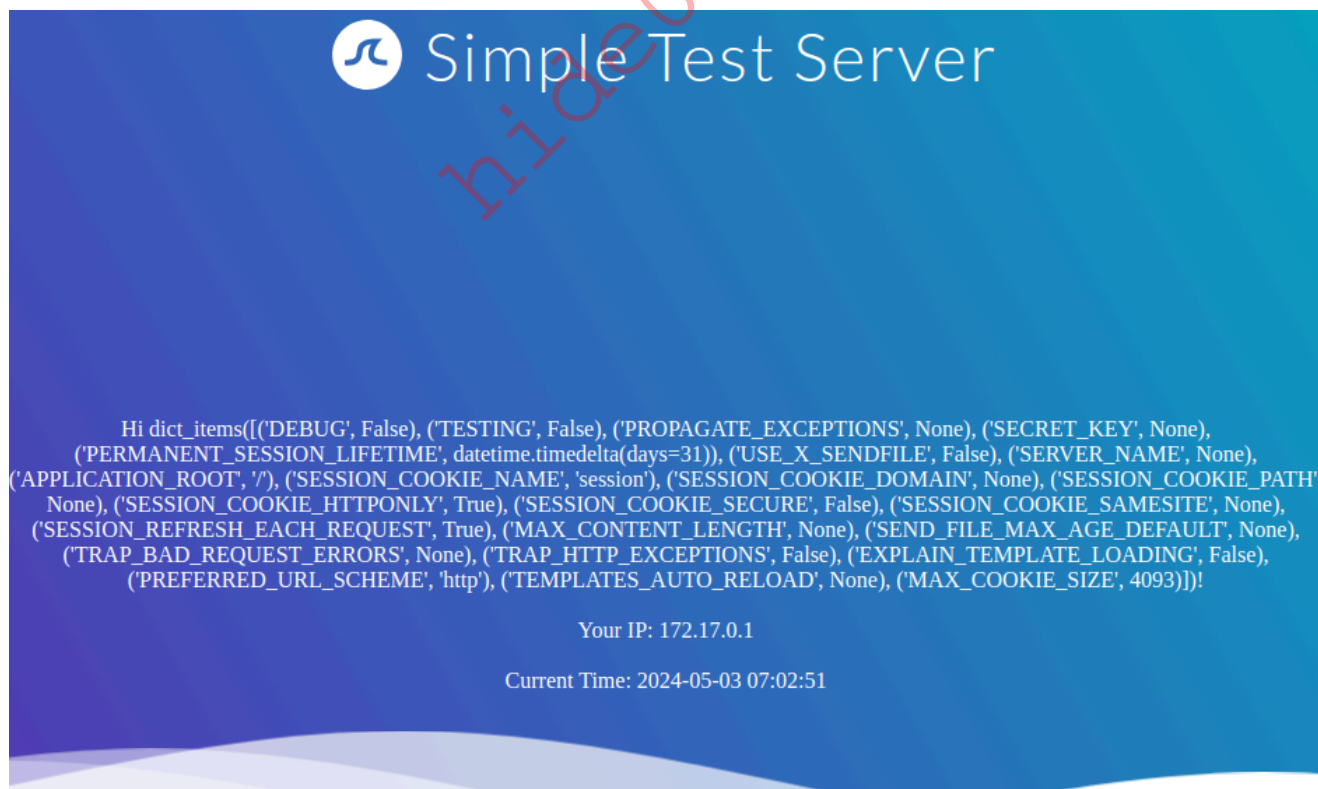 Simple Test Server
Hi dict_items([('DEBUG', False), ('TESTING', False), ('PROPAGATE_EXCEPTIONS', None), ('SECRET_KEY', None),
('PERMANENT_SESSION_LIFETIME', datetime.timedelta(days=31)), ('USE_X_SENDFILE', False), ('SERVER_NAME', None),
('APPLICATION_ROOT', '/'), ('SESSION_COOKIE_NAME', 'session'), ('SESSION_COOKIE_DOMAIN', None), ('SESSION_COOKIE_PATH'
None), ('SESSION_COOKIE_HTTPONLY', True), ('SESSION_COOKIE_SECURE', False), ('SESSION_COOKIE_SAMESITE', None),
('SESSION_REFRESH_EACH_REQUEST', True), ('MAX_CONTENT_LENGTH', None), ('SEND_FILE_MAX_AGE_DEFAULT', None),
('TRAP_BAD_REQUEST_ERRORS', None), ('TRAP_HTTP_EXCEPTIONS', False), ('EXPLAIN_TEMPLATE_LOADING', False),
('PREFERRED_URL_SCHEME', 'http'), ('TEMPLATES_AUTO_RELOAD', None), ('MAX_COOKIE_SIZE', 4093)])!
Your IP: 172.17.0.1
Current Time: 2024-05-03 07:02:51